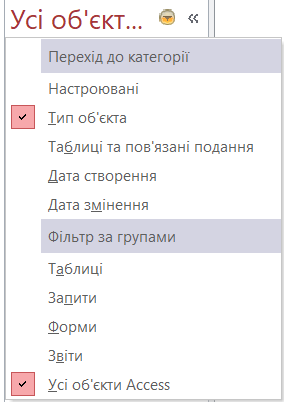 Усі об'єкт...
Перехід до категорії
Настроювані
Тип об'єкта
Таблиці та пов'язані подання
Дата створення
Дата змінення
Фільтр за групами
Таблиці
Запити
Форми
Звіти
Усі об'єкти Access